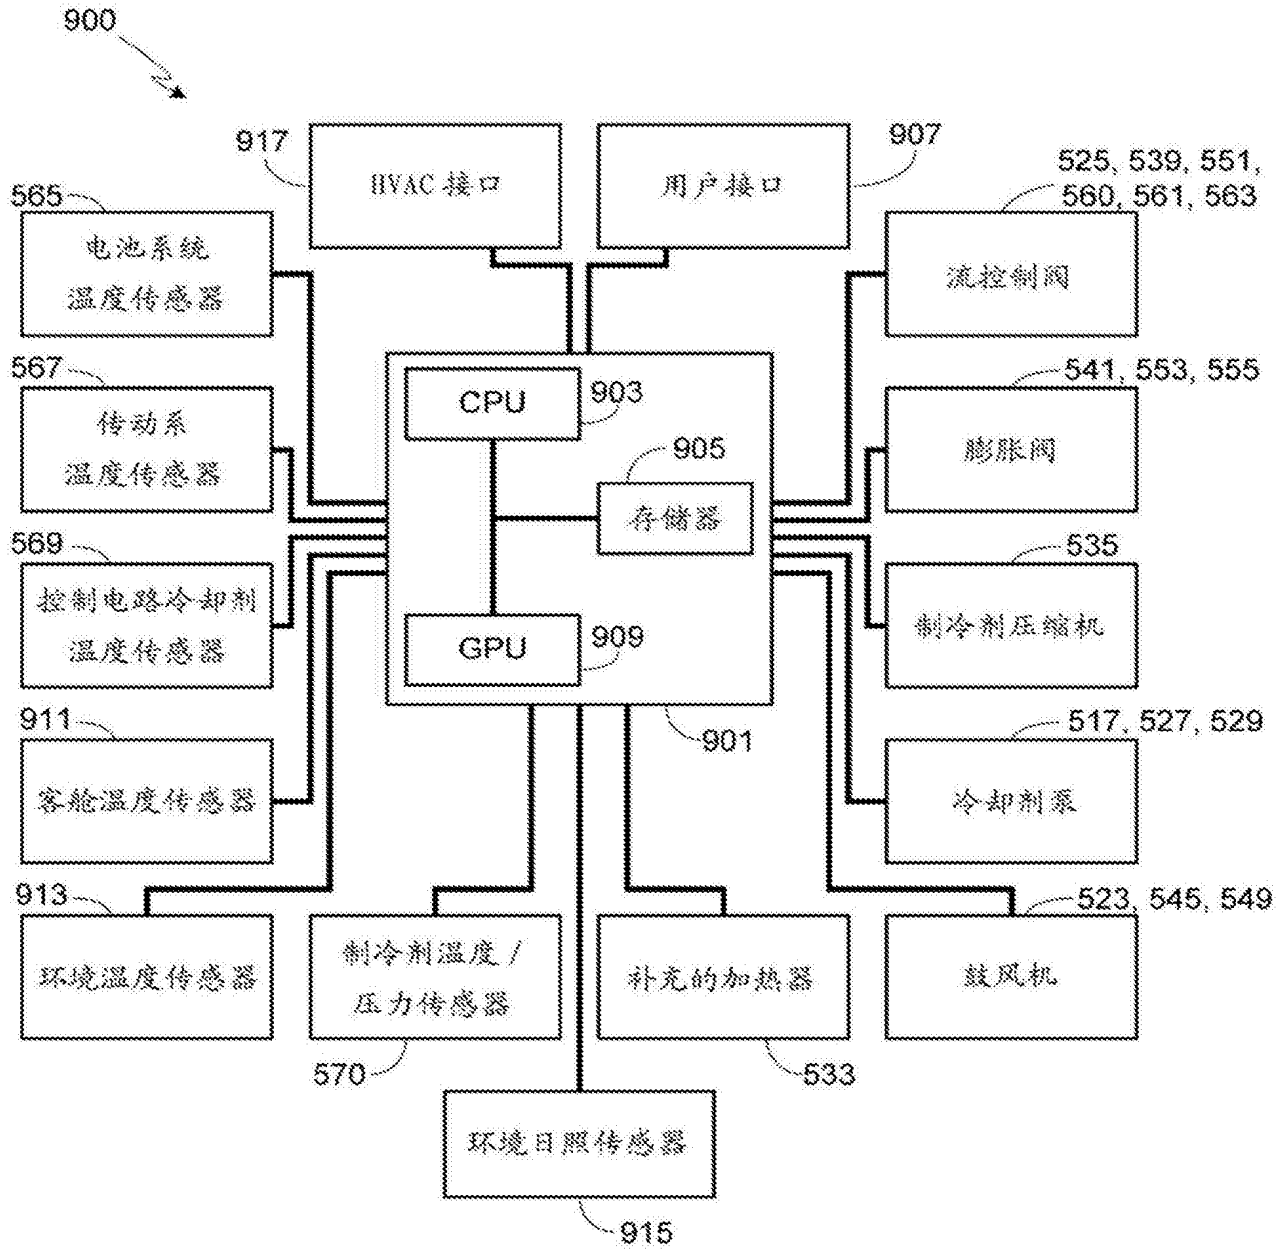 900
917
HVAC 接口
用户接口
907
525, 539, 551,
560, 561, 563
565
电池系统
温度传感器
流控制阀
567
传动系
温度传感器
CPU
903
905
存储器
GPU
909
901
541, 553, 555
膨胀阀
569
控制电路冷却剂
温度传感器
535
制冷剂压缩机
911
客舱温度传感器
517, 527, 529
冷却剂泵
913
环境温度传感器
制冷剂温度/
压力传感器
570
补充的加热器
533
523, 545, 549
鼓风机
环境日照传感器
915